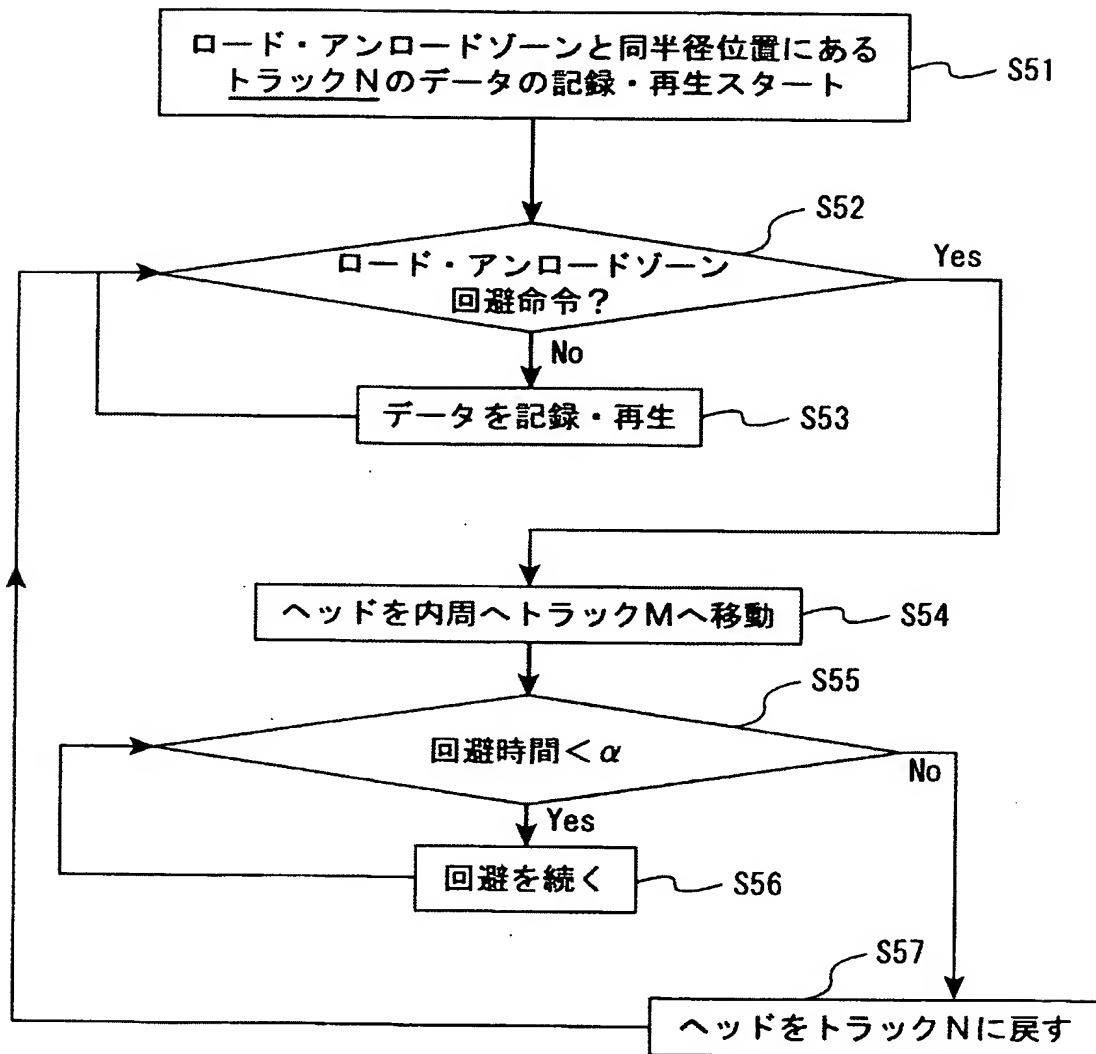 ロード・アンロードゾーンと同半径位置にある
トラックNのデータの記録・再生スタート
S51
S52
ロード・アンロードゾーン
回避命令?
Yes
No
データを記録・再生
S53
ヘッドを内周へトラックMへ移動
S54
S55
回避時間<α
No
Yes
回避を続く
S56
S57
ヘッドをトラックNに戻す